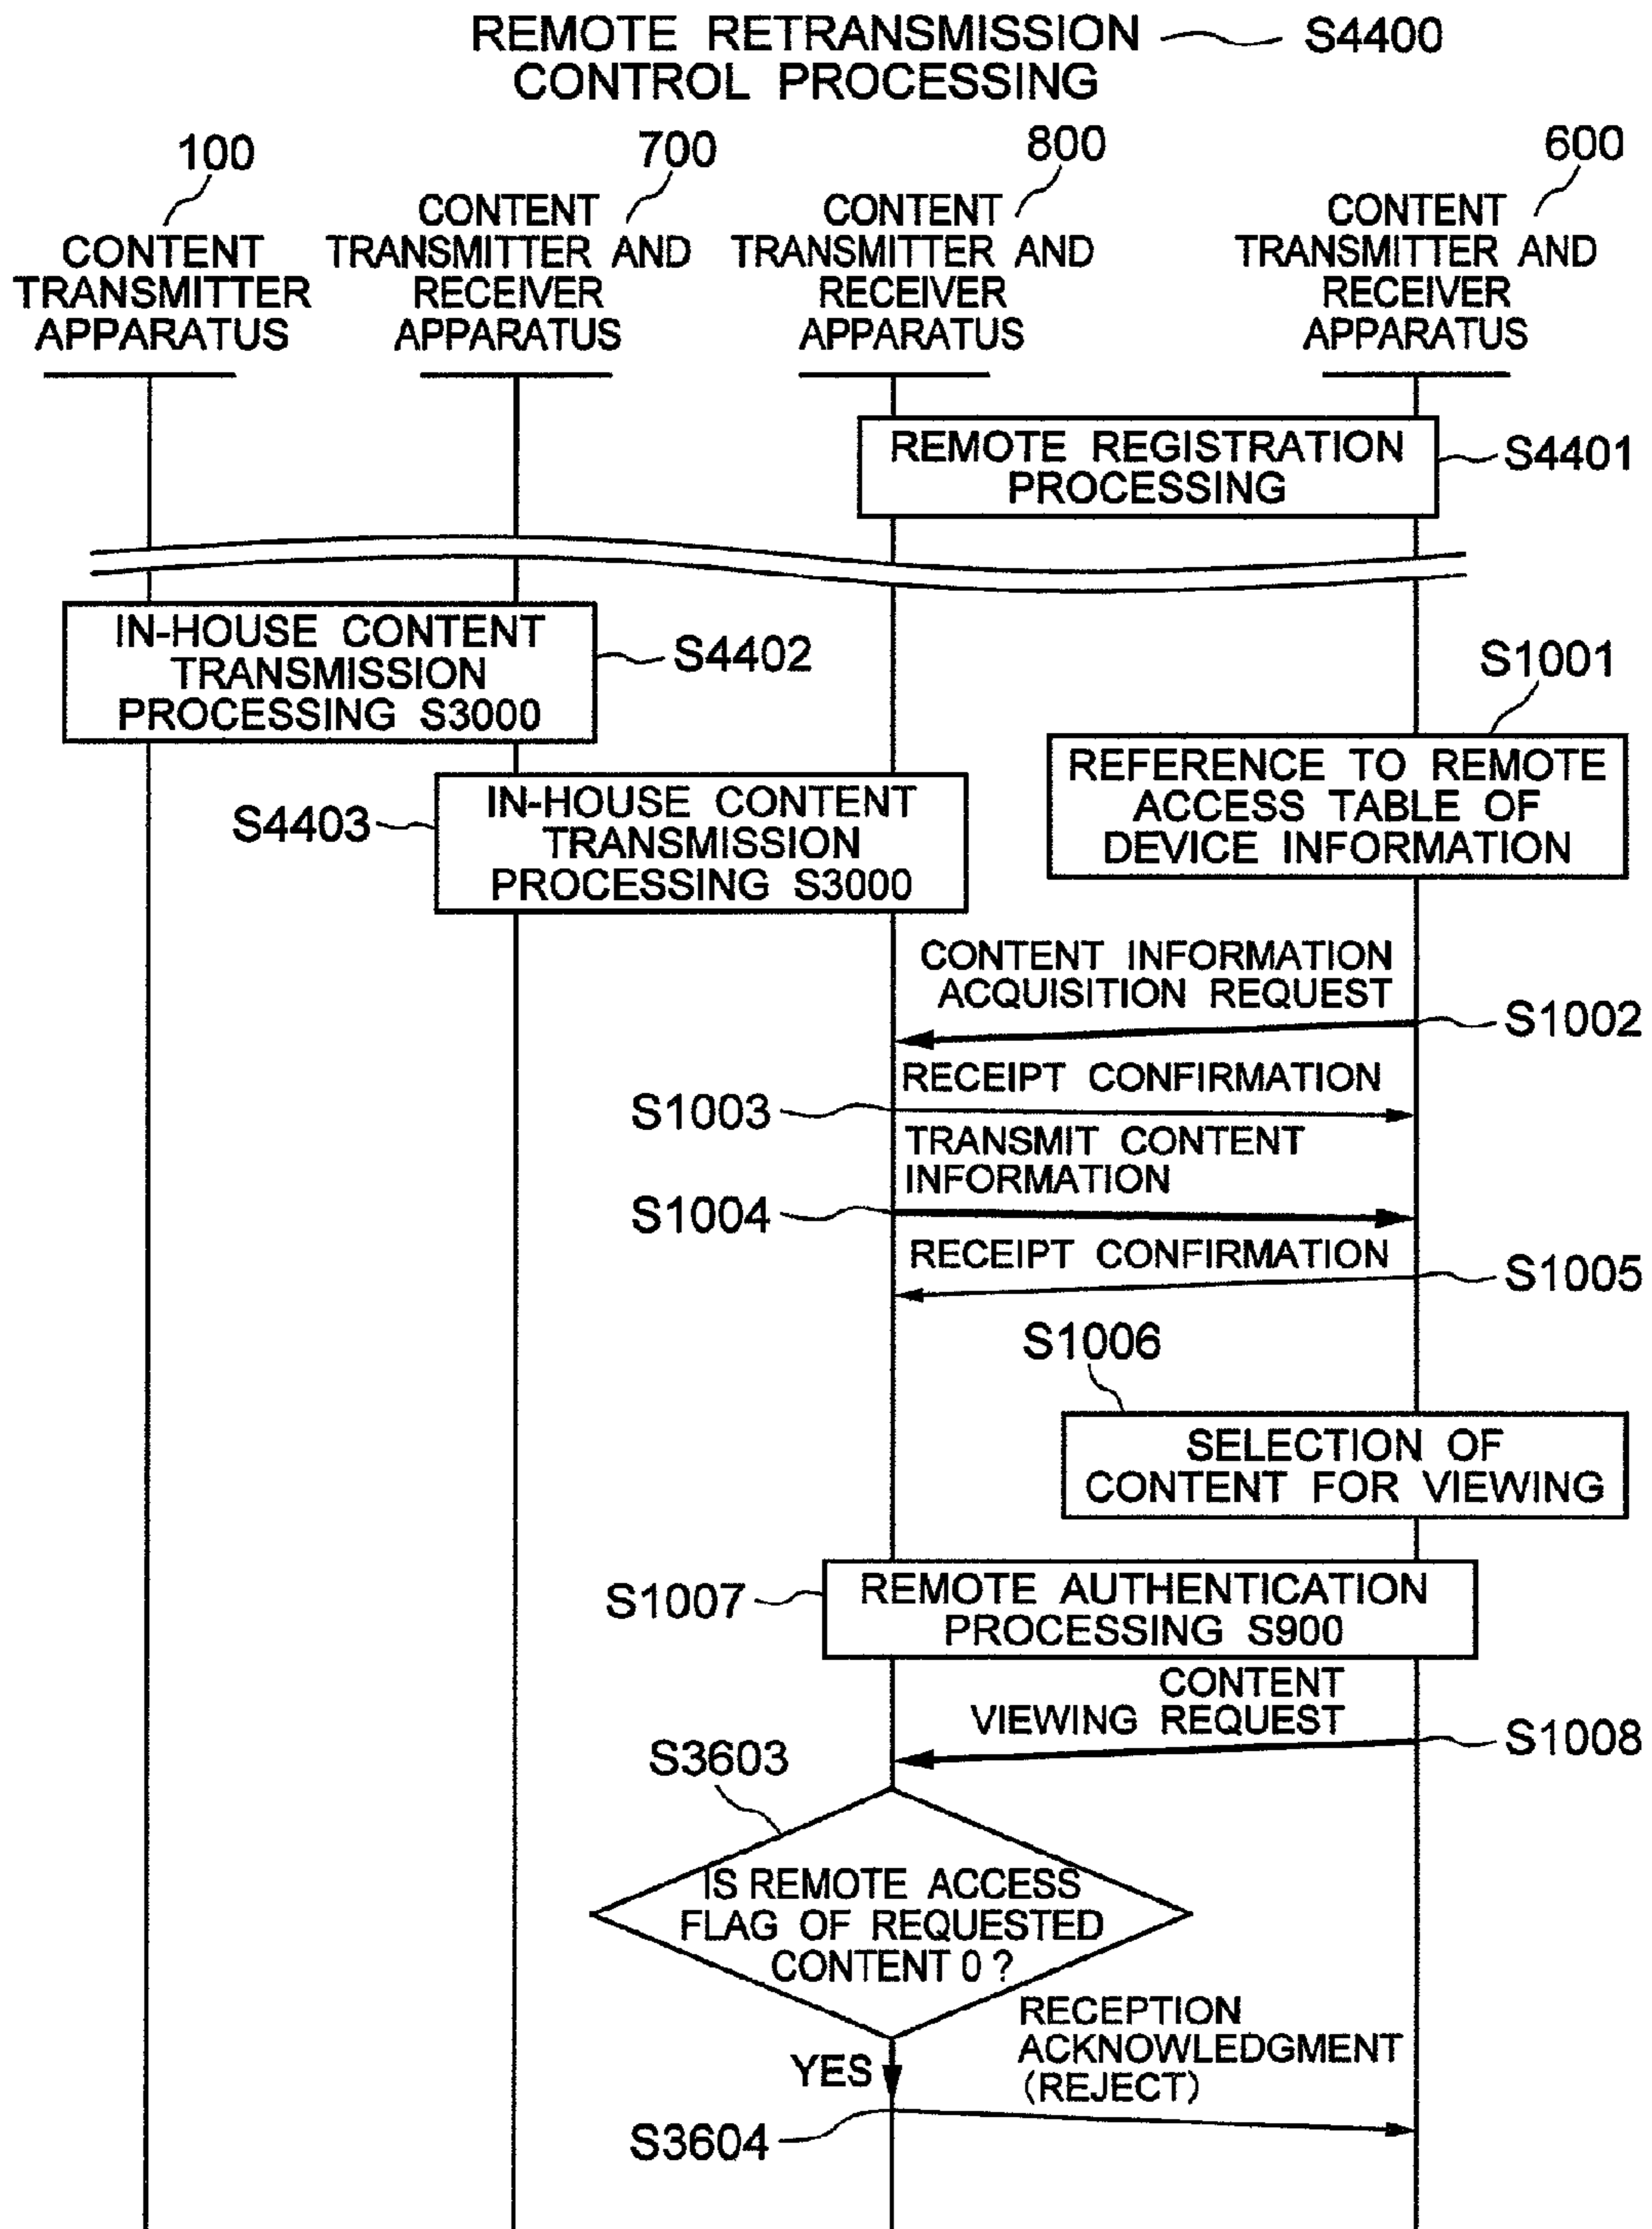 REMOTE RETRANSMISSION CONTROL PROCESSING
S4400
100
CONTENT
TRANSMITTER
APPARATUS
700
CONTENT
TRANSMITTER AND
RECEIVER
APPARATUS
800
CONTENT
TRANSMITTER AND
RECEIVER
APPARATUS
600
CONTENT
TRANSMITTER AND
RECEIVER
APPARATUS
REMOTE REGISTRATION
PROCESSING
S4401
IN-HOUSE CONTENT
TRANSMISSION
PROCESSING S3000
S4402
S1001
REFERENCE TO REMOTE
ACCESS TABLE OF
DEVICE INFORMATION
S4403
IN-HOUSE CONTENT
TRANSMISSION
PROCESSING S3000
CONTENT INFORMATION
ACQUISITION REQUEST
S1002
RECEIPT CONFIRMATION
S1003
TRANSMIT CONTENT
INFORMATION
S1004
RECEIPT CONFIRMATION
S1005
S1006
SELECTION OF
CONTENT FOR VIEWING
S1007
REMOTE AUTHENTICATION
PROCESSING S900
CONTENT
VIEWING REQUEST
S1008
S3603
IS REMOTE ACCESS
FLAG OF REQUESTED
CONTENT 0 ?
YES
RECEPTION
ACKNOWLEDGMENT
(REJECT)
S3604